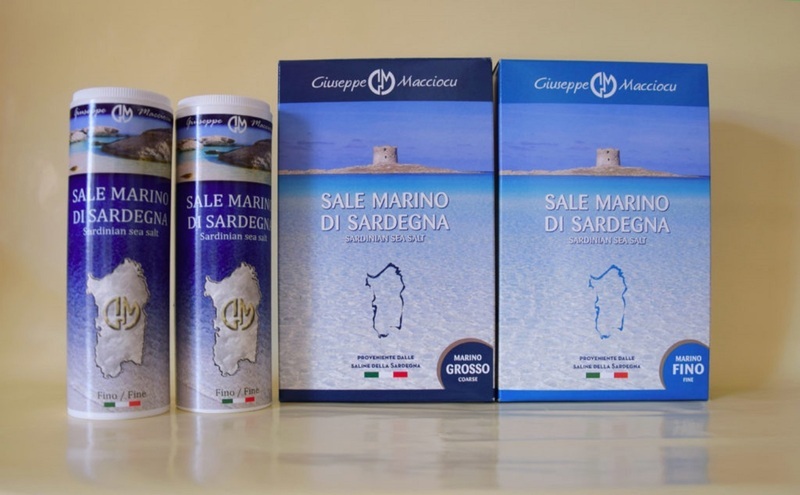 Giuseppe GM Macciocu
SALE MARINO
DI SARDEGNA
Sardinian sea salt
GM
Fino / Fine
Giuseppe GM Macciocu
SALE MARINO
DI SARDEGNA
Sardinian sea salt
GM
Fino / Fine
Giuseppe GM Macciocu
SALE MARINO
DI SARDEGNA
SARDINIAN SEA SALT
PROVENIENTE DALLE
SALINE DELLA SARDEGNA
MARINO
GROSSO
COARSE
Giuseppe GM Macciocu
SALE MARINO
DI SARDEGNA
SARDINIAN SEA SALT
PROVENIENTE DALLE
SALINE DELLA SARDEGNA
MARINO
FINO
FINE